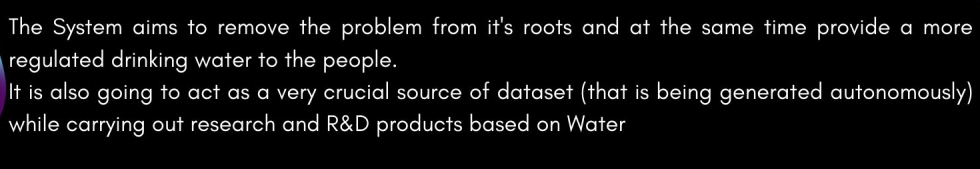 The System aims to remove the problem from it's roots and at the same time provide a more
regulated drinking water to the people.
It is also going to act as a very crucial source of dataset (that is being generated autonomously)
while carrying out research and R&D products based on Water